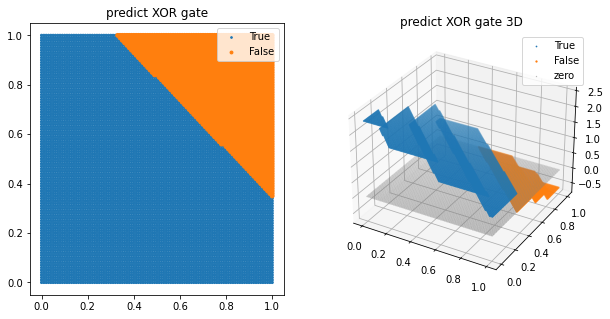 predict XOR gate
True
False
1.0
0.8
0.6
0.4
0.2
0.0
0.0 0.2 0.4 0.6 0.8 1.0
predict XOR gate 3D
True
False
zero
2.5
2.0
1.5
1.0
0.5
0.0
−0.5
0.0 0.2 0.4 0.6 0.8 1.0
0.0 0.2 0.4 0.6 0.8 1.0